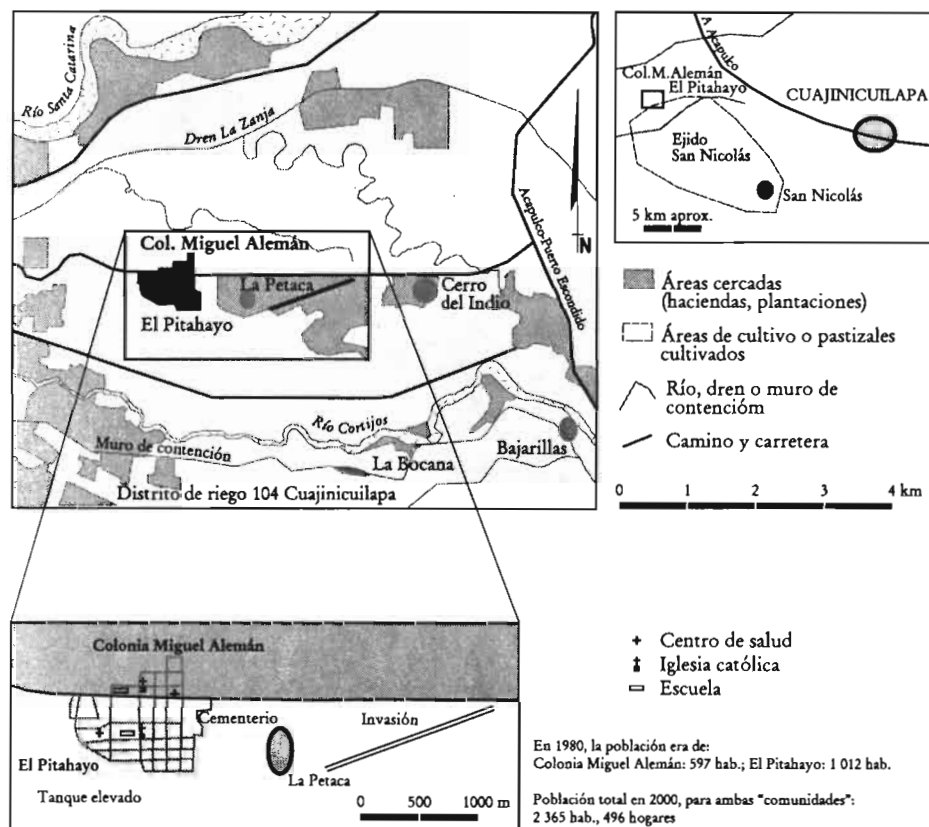 Río Santa Catarina
Dren La Zanja
Acapulco-Puerto Escondido
N
Col. Miguel Alemán
La Petaca
Cerro
del Indio
El Pitahayo
Río Cortijos
Muro de contención
La Bocana
Bajarillas
Distrito de riego 104 Cuajinicuilapa
A Acapulco
Col.M.Alemán
El Pitahayo
CUAJINICUILAPA
Ejido
San Nicolás
San Nicolás
5 km aprox.
Áreas cercadas
(haciendas, plantaciones)
Áreas de cultivo o pastizales
cultivados
Río, dren o muro de
contencióm
Camino y carretera
0 1 2 3 4 km
Colonia Miguel Alemán
Cementerio
Invasión
El Pitahayo
La Petaca
Tanque elevado
0 500 1000 m
Centro de salud
Iglesia católica
Escuela
En 1980, la población era de:
Colonia Miguel Alemán: 597 hab.; El Pitahayo: 1 012 hab.
Población total en 2000, para ambas "comunidades":
2 365 hab., 496 hogares